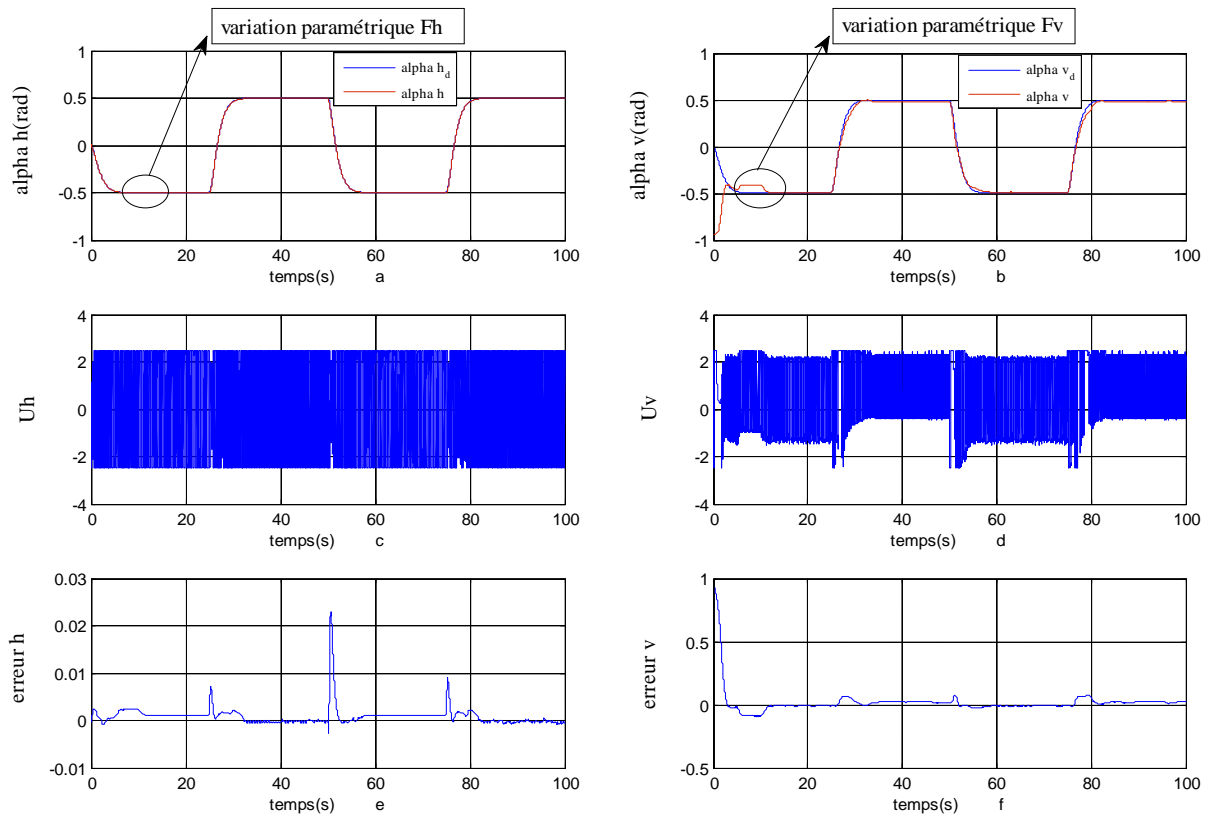 variation paramétrique Fh
variation paramétrique Fv
alpha h(rad)
1
0.5
0
-0.5
-1
alpha h_d
alpha h
0 20 40 60 80 100
temps(s) a
alpha v(rad)
1
0.5
0
-0.5
-1
alpha v_d
alpha v
0 20 40 60 80 100
temps(s) b
Uh
4
2
0
-2
-4
0 20 40 60 80 100
temps(s) c
Uv
4
2
0
-2
-4
0 20 40 60 80 100
temps(s) d
erreur h
0.03
0.02
0.01
0
-0.01
0 20 40 60 80 100
temps(s) e
erreur v
1
0.5
0
-0.5
0 20 40 60 80 100
temps(s) f